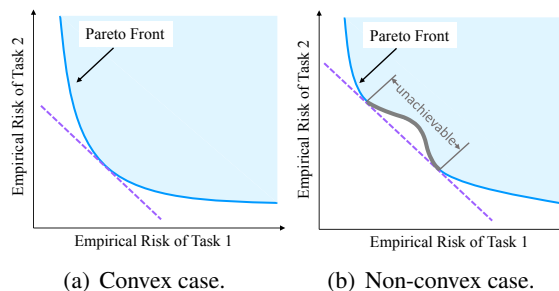 Empirical Risk of Task 2
Pareto Front
Empirical Risk of Task 1
(a) Convex case.
Empirical Risk of Task 2
Pareto Front
unachievable
Empirical Risk of Task 1
(b) Non-convex case.